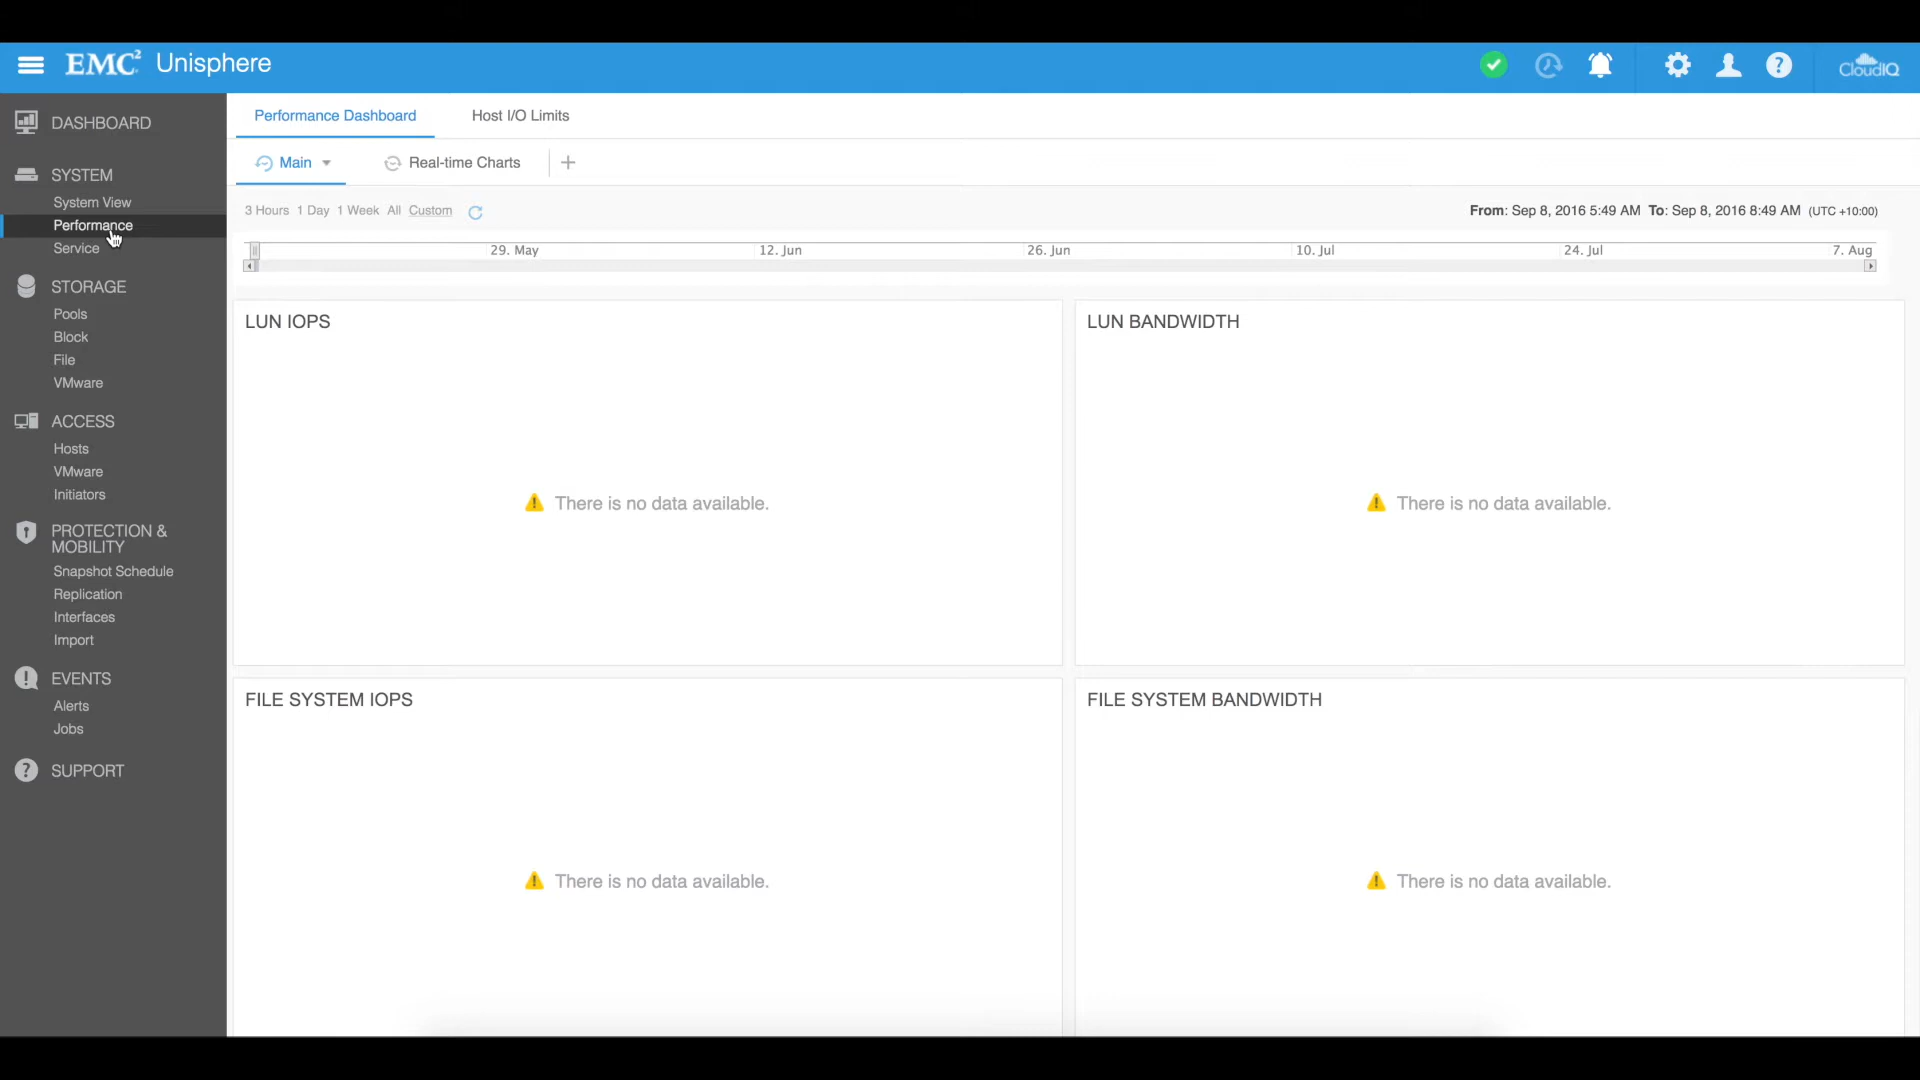 EMC² Unisphere
CloudIQ
DASHBOARD
SYSTEM
System View
Performance
Service
STORAGE
Pools
Block
File
VMware
ACCESS
Hosts
VMware
Initiators
PROTECTION &
MOBILITY
Snapshot Schedule
Replication
Interfaces
Import
EVENTS
Alerts
Jobs
SUPPORT
Performance Dashboard Host I/O Limits
Main Real-time Charts +
3 Hours 1 Day 1 Week All Custom
From: Sep 8, 2016 5:49 AM To: Sep 8, 2016 8:49 AM (UTC +10:00)
29. May 12. Jun 26. Jun 10. Jul 24. Jul 7. Aug
LUN IOPS
There is no data available.
LUN BANDWIDTH
There is no data available.
FILE SYSTEM IOPS
There is no data available.
FILE SYSTEM BANDWIDTH
There is no data available.